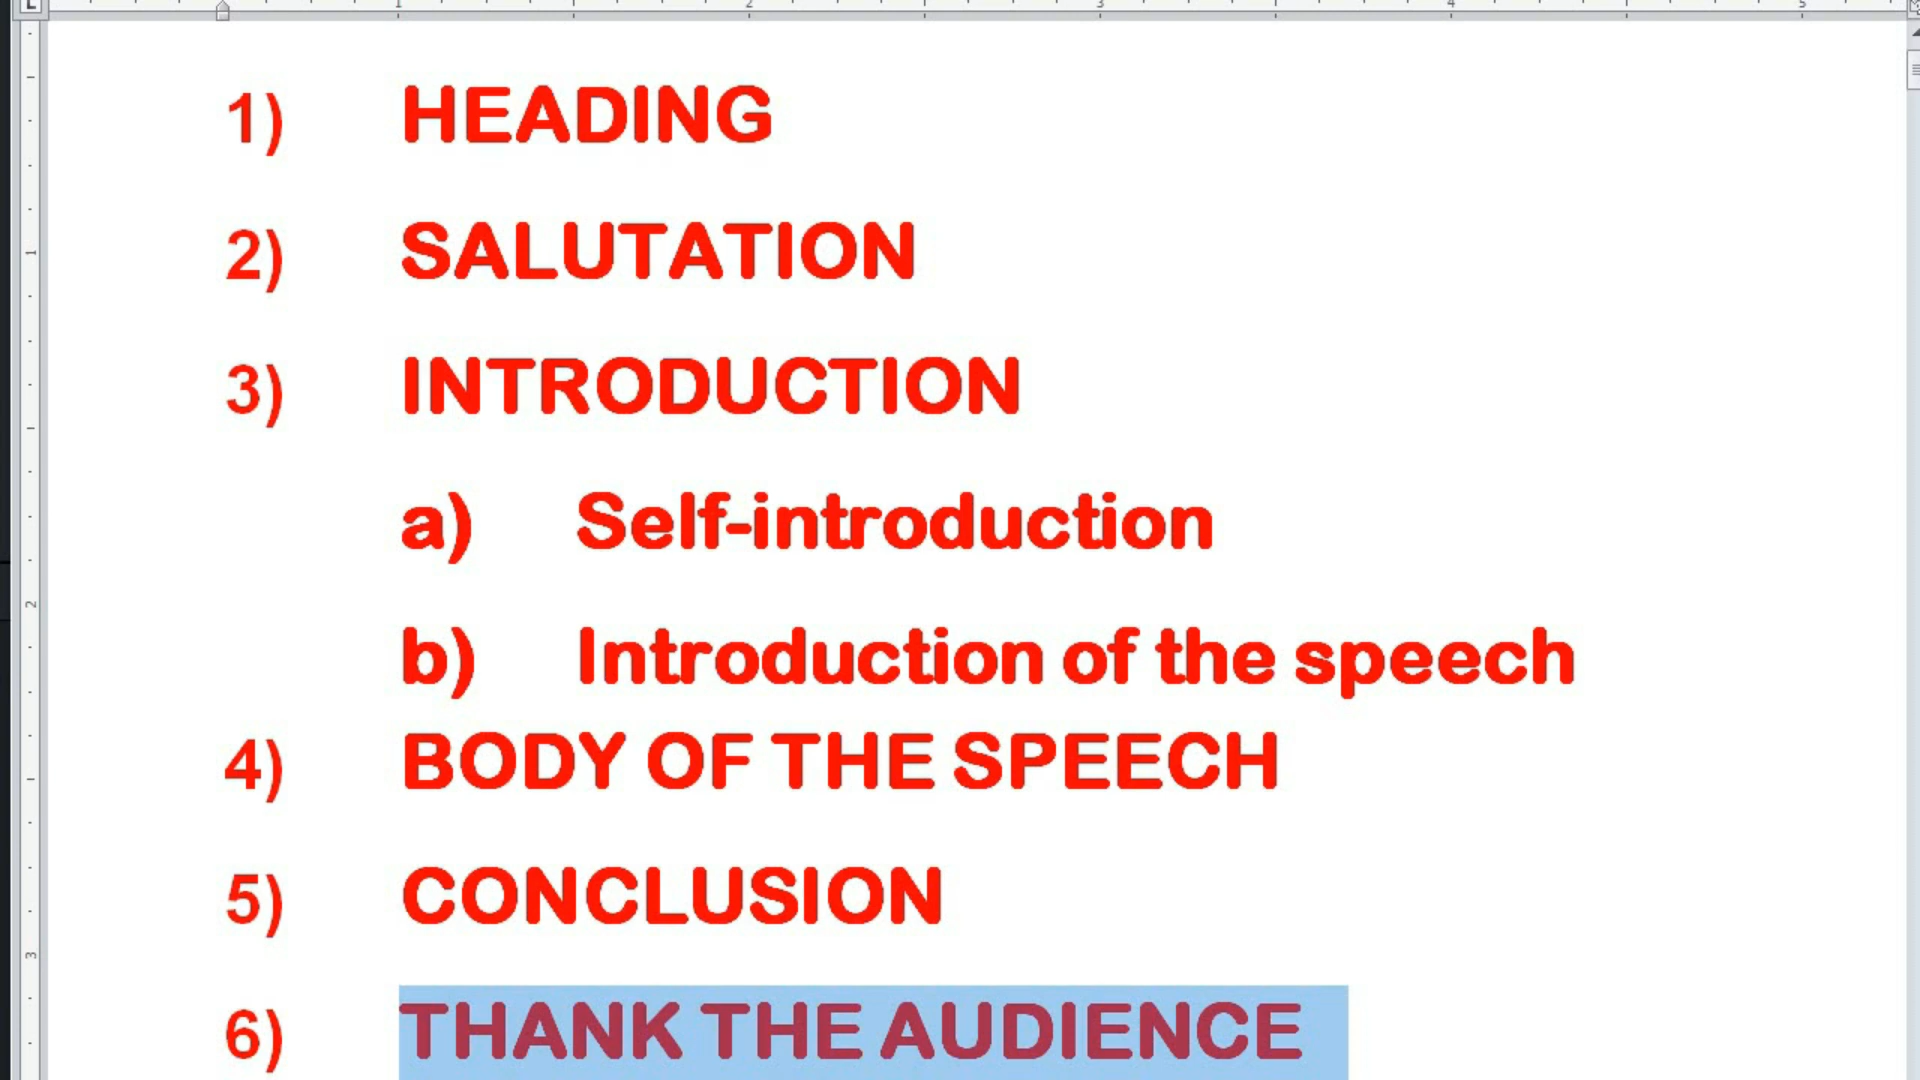 1) HEADING
2) SALUTATION
3) INTRODUCTION
a) Self-introduction
b) Introduction of the speech
4) BODY OF THE SPEECH
5) CONCLUSION
6) THANK THE AUDIENCE